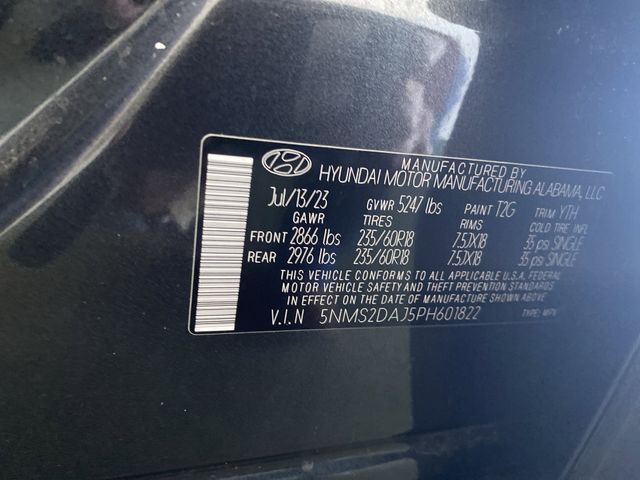 MANUFACTURED BY
HYUNDAI MOTOR MANUFACTURING ALABAMA, LLC
Jul/13/23 GVWR 5247 lbs PAINT T2G TRIM YTH
GAWR TIRES RIMS COLD TIRE INFL
FRONT 2866 lbs 235/60R18 7.5JX18 35 psi SINGLE
REAR 2976 lbs 235/60R18 7.5JX18 35 psi SINGLE
THIS VEHICLE CONFORMS TO ALL APPLICABLE U.S.A. FEDERAL
MOTOR VEHICLE SAFETY AND THEFT PREVENTION STANDARDS
IN EFFECT ON THE DATE OF MANUFACTURE SHOWN ABOVE
V.I.N 5NMS2DAJ5PH601822 TYPE: MPV